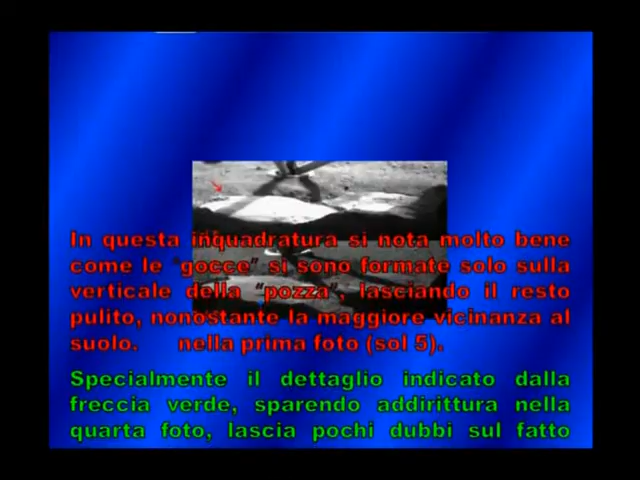 In questa inquadratura si nota molto bene
come le "gocce" si sono formate solo sulla
verticale della "pozza", lasciando il resto
pulito, nonostante la maggiore vicinanza al
suolo. nella prima foto (sol 5).
Specialmente il dettaglio indicato dalla
freccia verde, sparendo addirittura nella
quarta foto, lascia pochi dubbi sul fatto